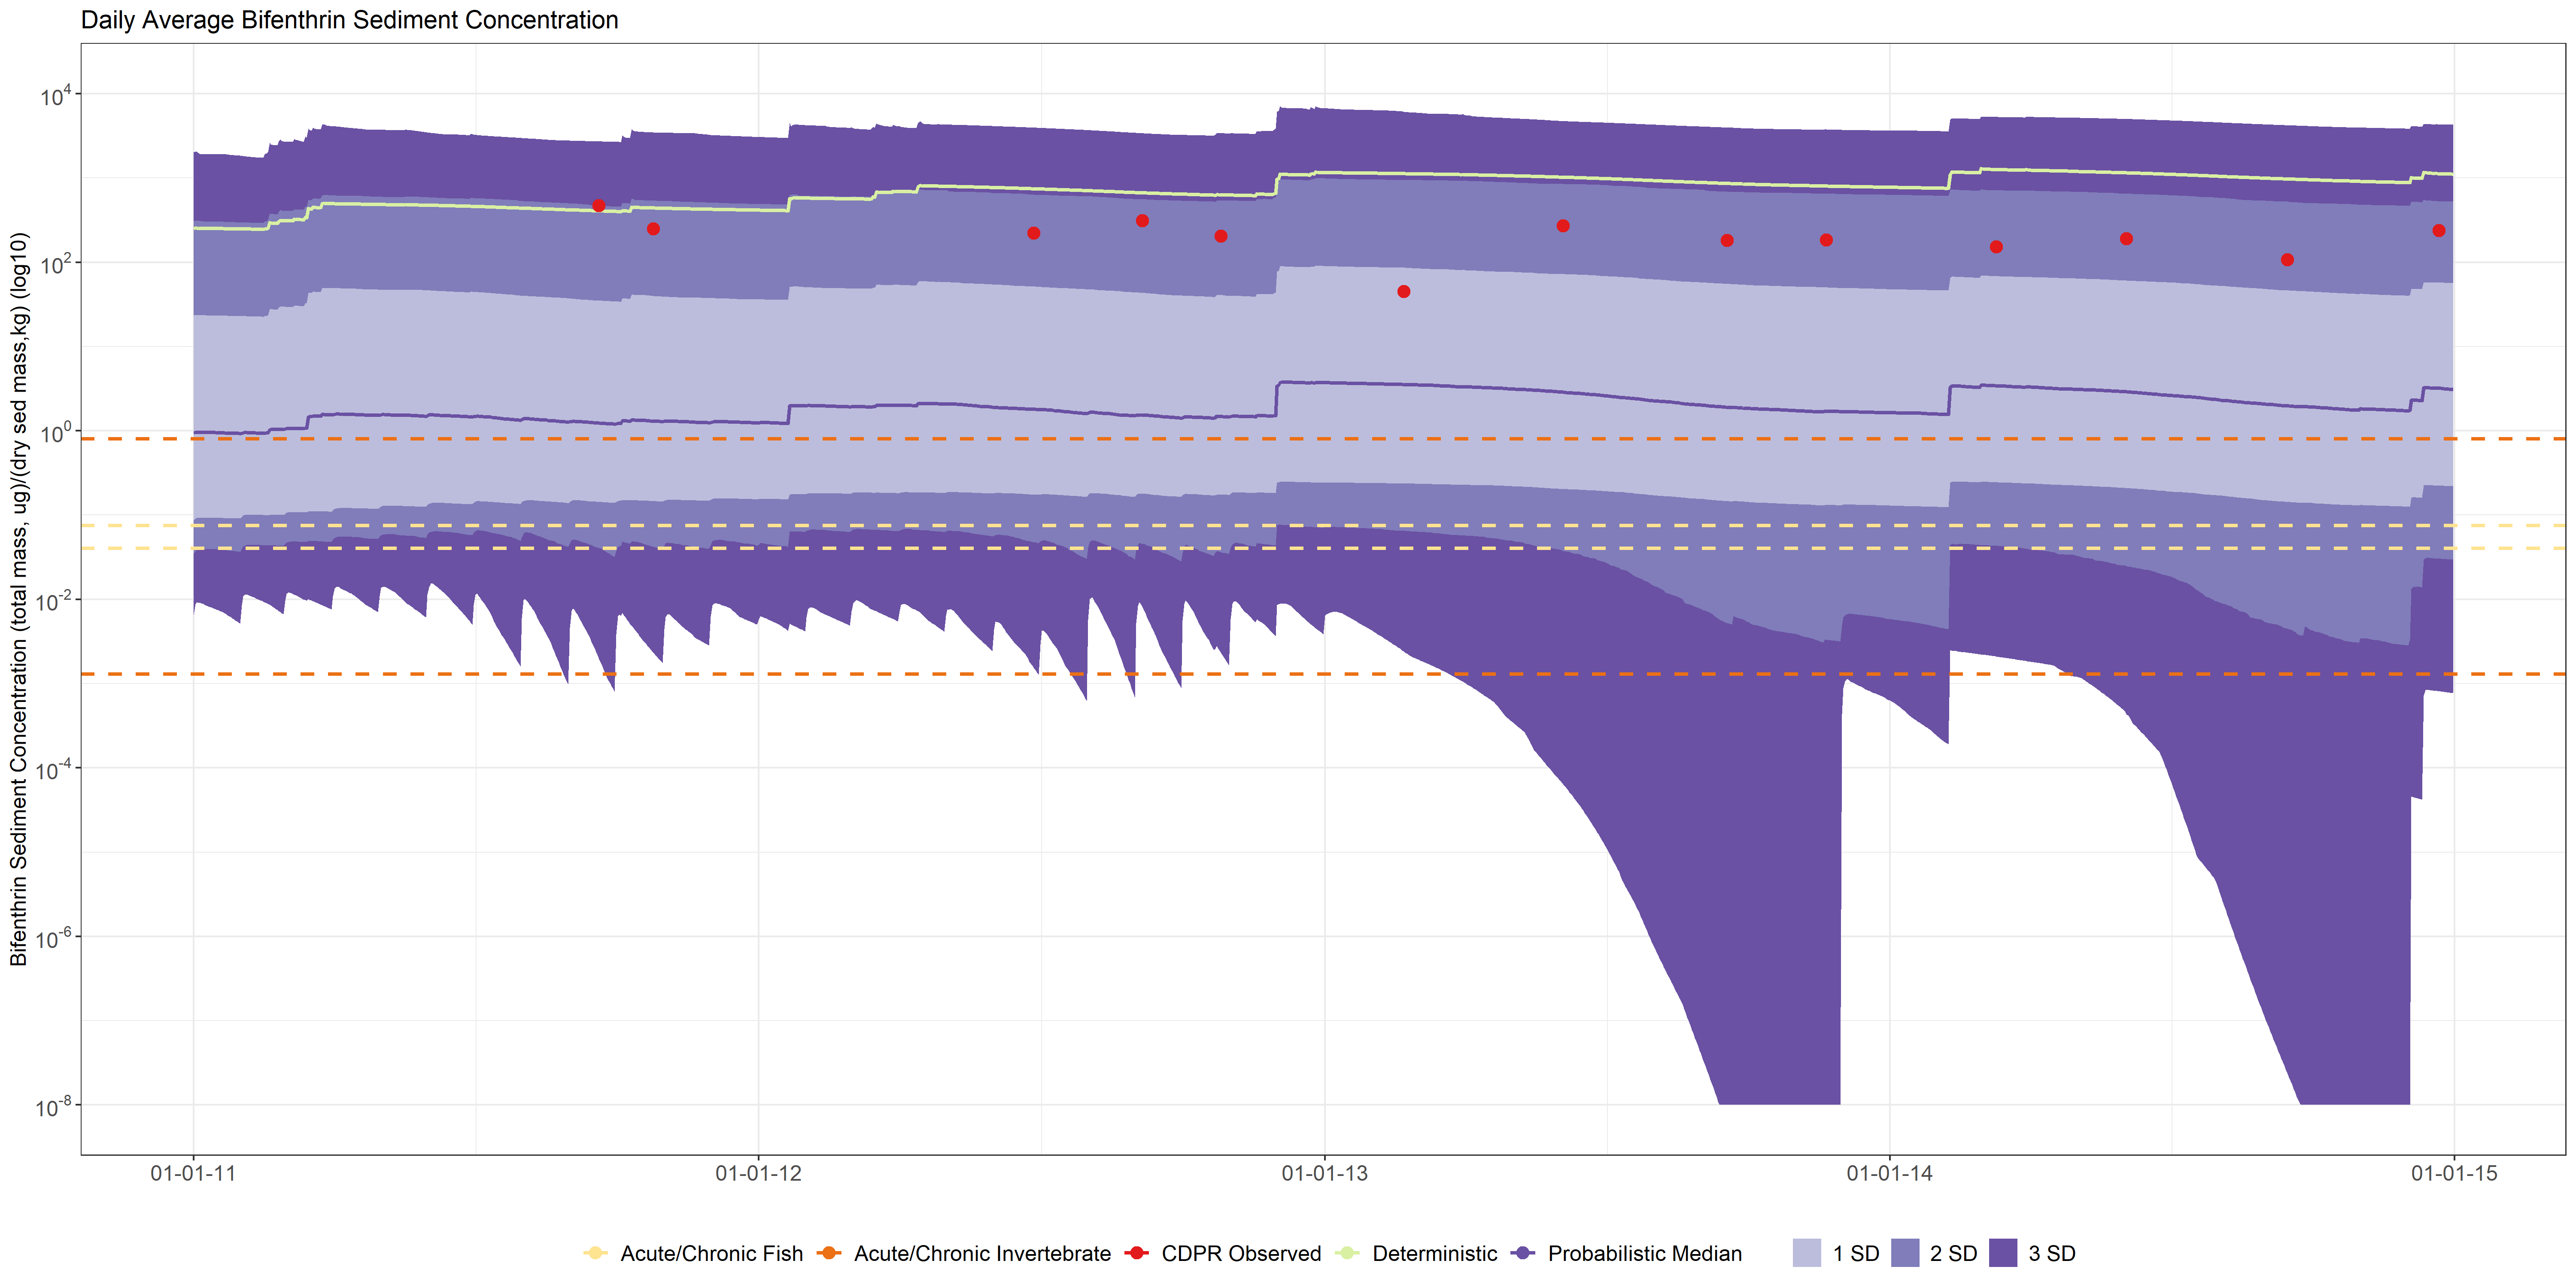 Daily Average Bifenthrin Sediment Concentration
Bifenthrin Sediment Concentration (total mass, ug)/(dry sed mass,kg) (log10)
10^4
10^2
10^0
10^-2
10^-4
10^-6
10^-8
01-01-11 01-01-12 01-01-13 01-01-14 01-01-15
Acute/Chronic Fish Acute/Chronic Invertebrate CDPR Observed Deterministic Probabilistic Median 1 SD 2 SD 3 SD